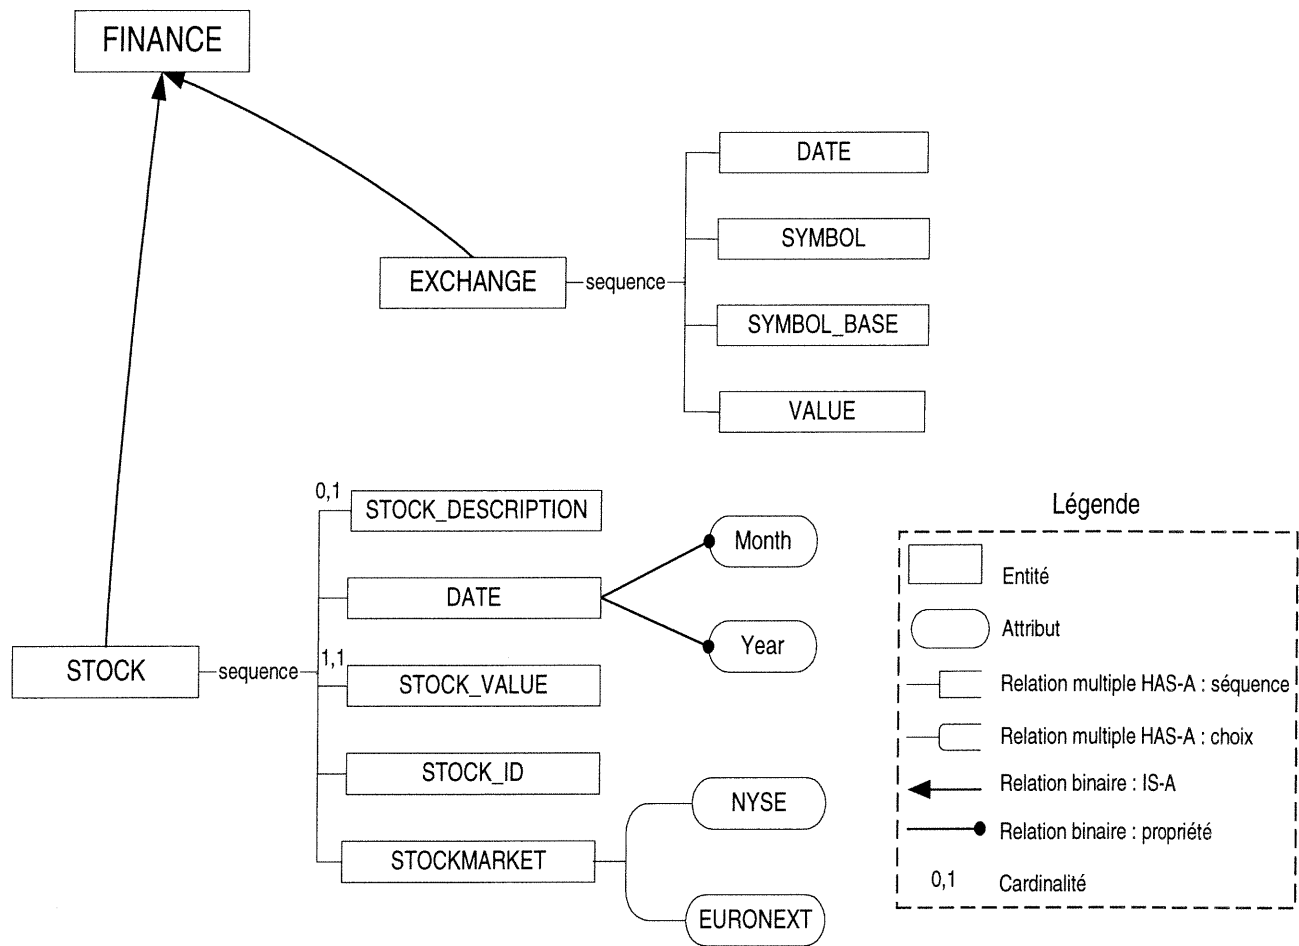 FINANCE
DATE
SYMBOL
EXCHANGE
sequence
SYMBOL_BASE
VALUE
0,1
STOCK_DESCRIPTION
Month
DATE
Year
STOCK
sequence
1,1
STOCK_VALUE
STOCK_ID
NYSE
STOCKMARKET
EURONEXT
Légende
Entité
Attribut
Relation multiple HAS-A : séquence
Relation multiple HAS-A : choix
Relation binaire : IS-A
Relation binaire : propriété
0,1 Cardinalité